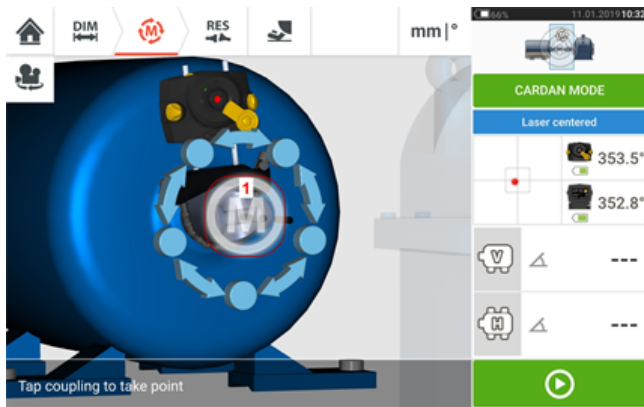 DIM
M
RES
mm|°
66%
11.01.2019 10:32
CARDAN MODE
Laser centered
353.5°
352.8°
1
M
V
---
H
---
Tap coupling to take point